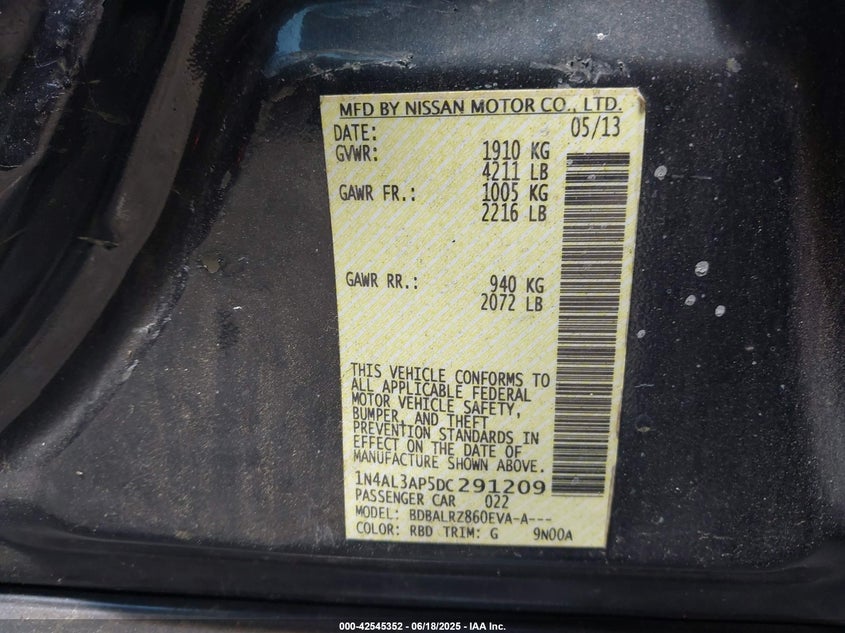 MFD BY NISSAN MOTOR CO., LTD.
DATE: 05/13
GVWR: 1910 KG
4211 LB
GAWR FR.: 1005 KG
2216 LB
GAWR RR.: 940 KG
2072 LB
THIS VEHICLE CONFORMS TO
ALL APPLICABLE FEDERAL
MOTOR VEHICLE SAFETY,
BUMPER, AND THEFT
PREVENTION STANDARDS IN
EFFECT ON THE DATE OF
MANUFACTURE SHOWN ABOVE.
1N4AL3AP5DC291209
PASSENGER CAR 022
MODEL: BDBALRZ860EVA-A---
COLOR: RBD TRIM: G 9N00A
000-42545352 - 06/18/2025 - IAA Inc.